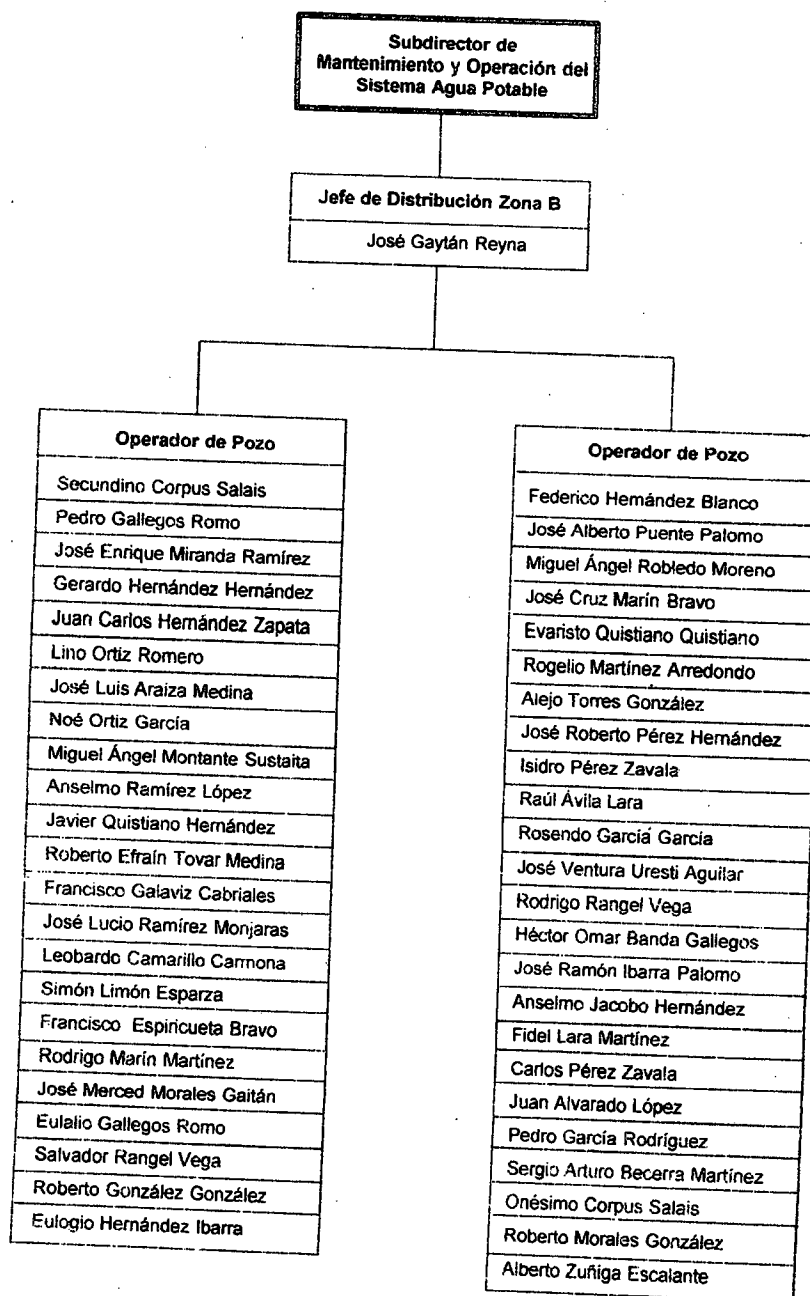 Subdirector de
Mantenimiento y Operación del
Sistema Agua Potable
Jefe de Distribución Zona B
José Gaytán Reyna
Operador de Pozo
Secundino Corpus Salais
Pedro Gallegos Romo
José Enrique Miranda Ramírez
Gerardo Hernández Hernández
Juan Carlos Hernández Zapata
Lino Ortiz Romero
José Luis Araiza Medina
Noé Ortiz García
Miguel Ángel Montante Sustaita
Anselmo Ramírez López
Javier Quistiano Hernández
Roberto Efraín Tovar Medina
Francisco Galaviz Cabriales
José Lucio Ramírez Monjaras
Leobardo Camarillo Carmona
Simón Limón Esparza
Francisco Espiricueta Bravo
Rodrigo Marín Martínez
José Merced Morales Gaitán
Eulalio Gallegos Romo
Salvador Rangel Vega
Roberto González González
Eulogio Hernández Ibarra
Operador de Pozo
Federico Hernández Blanco
José Alberto Puente Palomo
Miguel Ángel Robledo Moreno
José Cruz Marín Bravo
Evaristo Quistiano Quistiano
Rogelio Martínez Arredondo
Alejo Torres González
José Roberto Pérez Hernández
Isidro Pérez Zavala
Raúl Ávila Lara
Rosendo García García
José Ventura Uresti Aguilar
Rodrigo Rangel Vega
Héctor Omar Banda Gallegos
José Ramón Ibarra Palomo
Anselmo Jacobo Hernández
Fidel Lara Martínez
Carlos Pérez Zavala
Juan Alvarado López
Pedro García Rodríguez
Sergio Arturo Becerra Martínez
Onésimo Corpus Salais
Roberto Morales González
Alberto Zuñiga Escalante